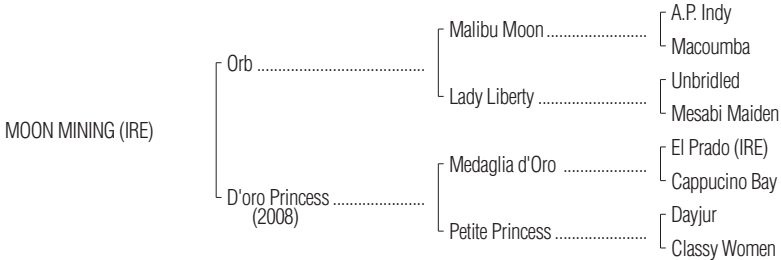 MOON MINING (IRE)
Orb ......................................
D'oro Princess .....................
(2008)
Malibu Moon .......................
Lady Liberty .........................
Medaglia d'Oro ...................
Petite Princess .....................
A.P. Indy
Macoumba
Unbridled
Mesabi Maiden
El Prado (IRE)
Cappucino Bay
Dayjur
Classy Women